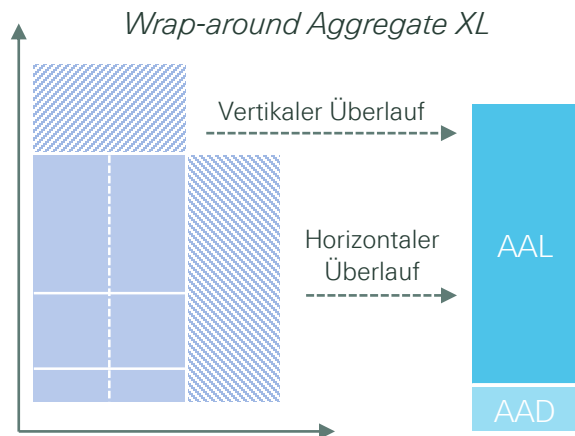 Wrap-around Aggregate XL
Vertikaler Überlauf
Horizontaler
Überlauf
AAL
AAD